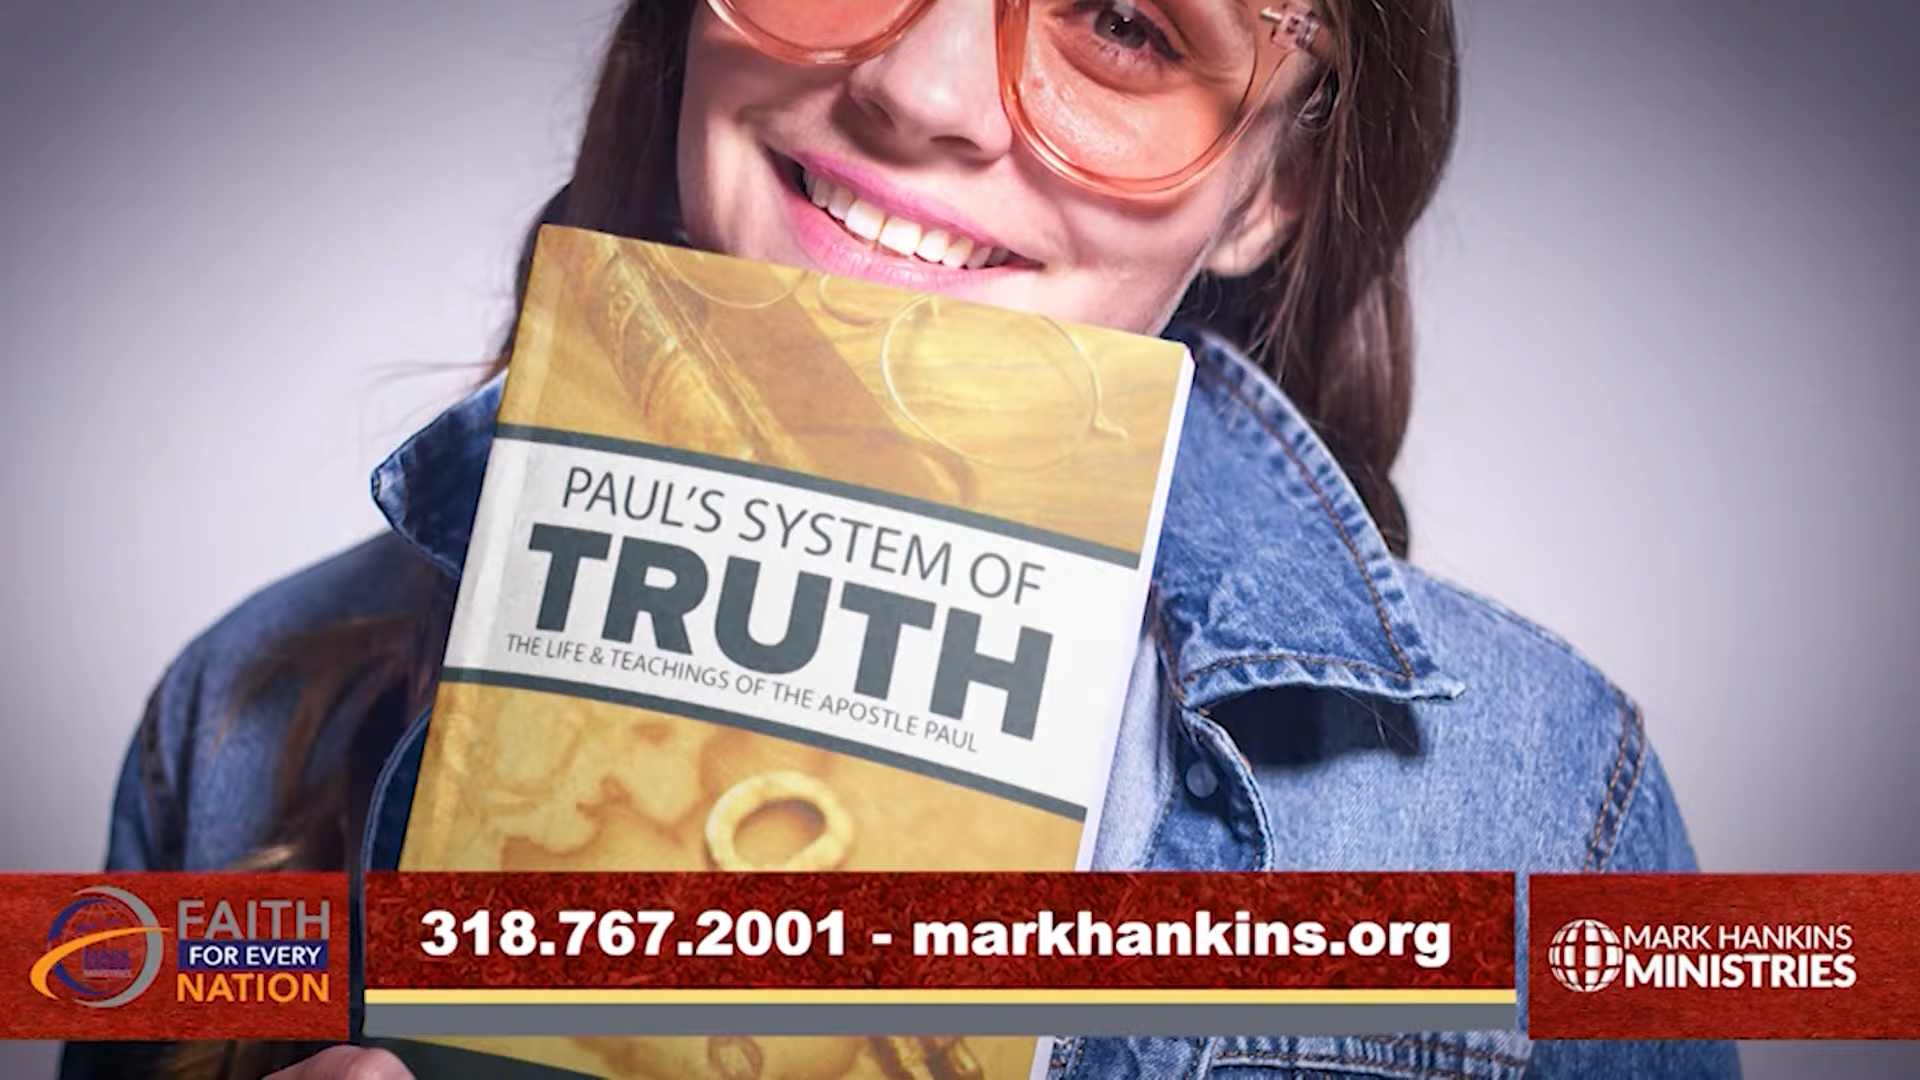 PAUL'S SYSTEM OF
TRUTH
THE LIFE & TEACHINGS OF THE APOSTLE PAUL
FAITH
FOR EVERY
NATION
318.767.2001 - markhankins.org
MARK HANKINS
MINISTRIES